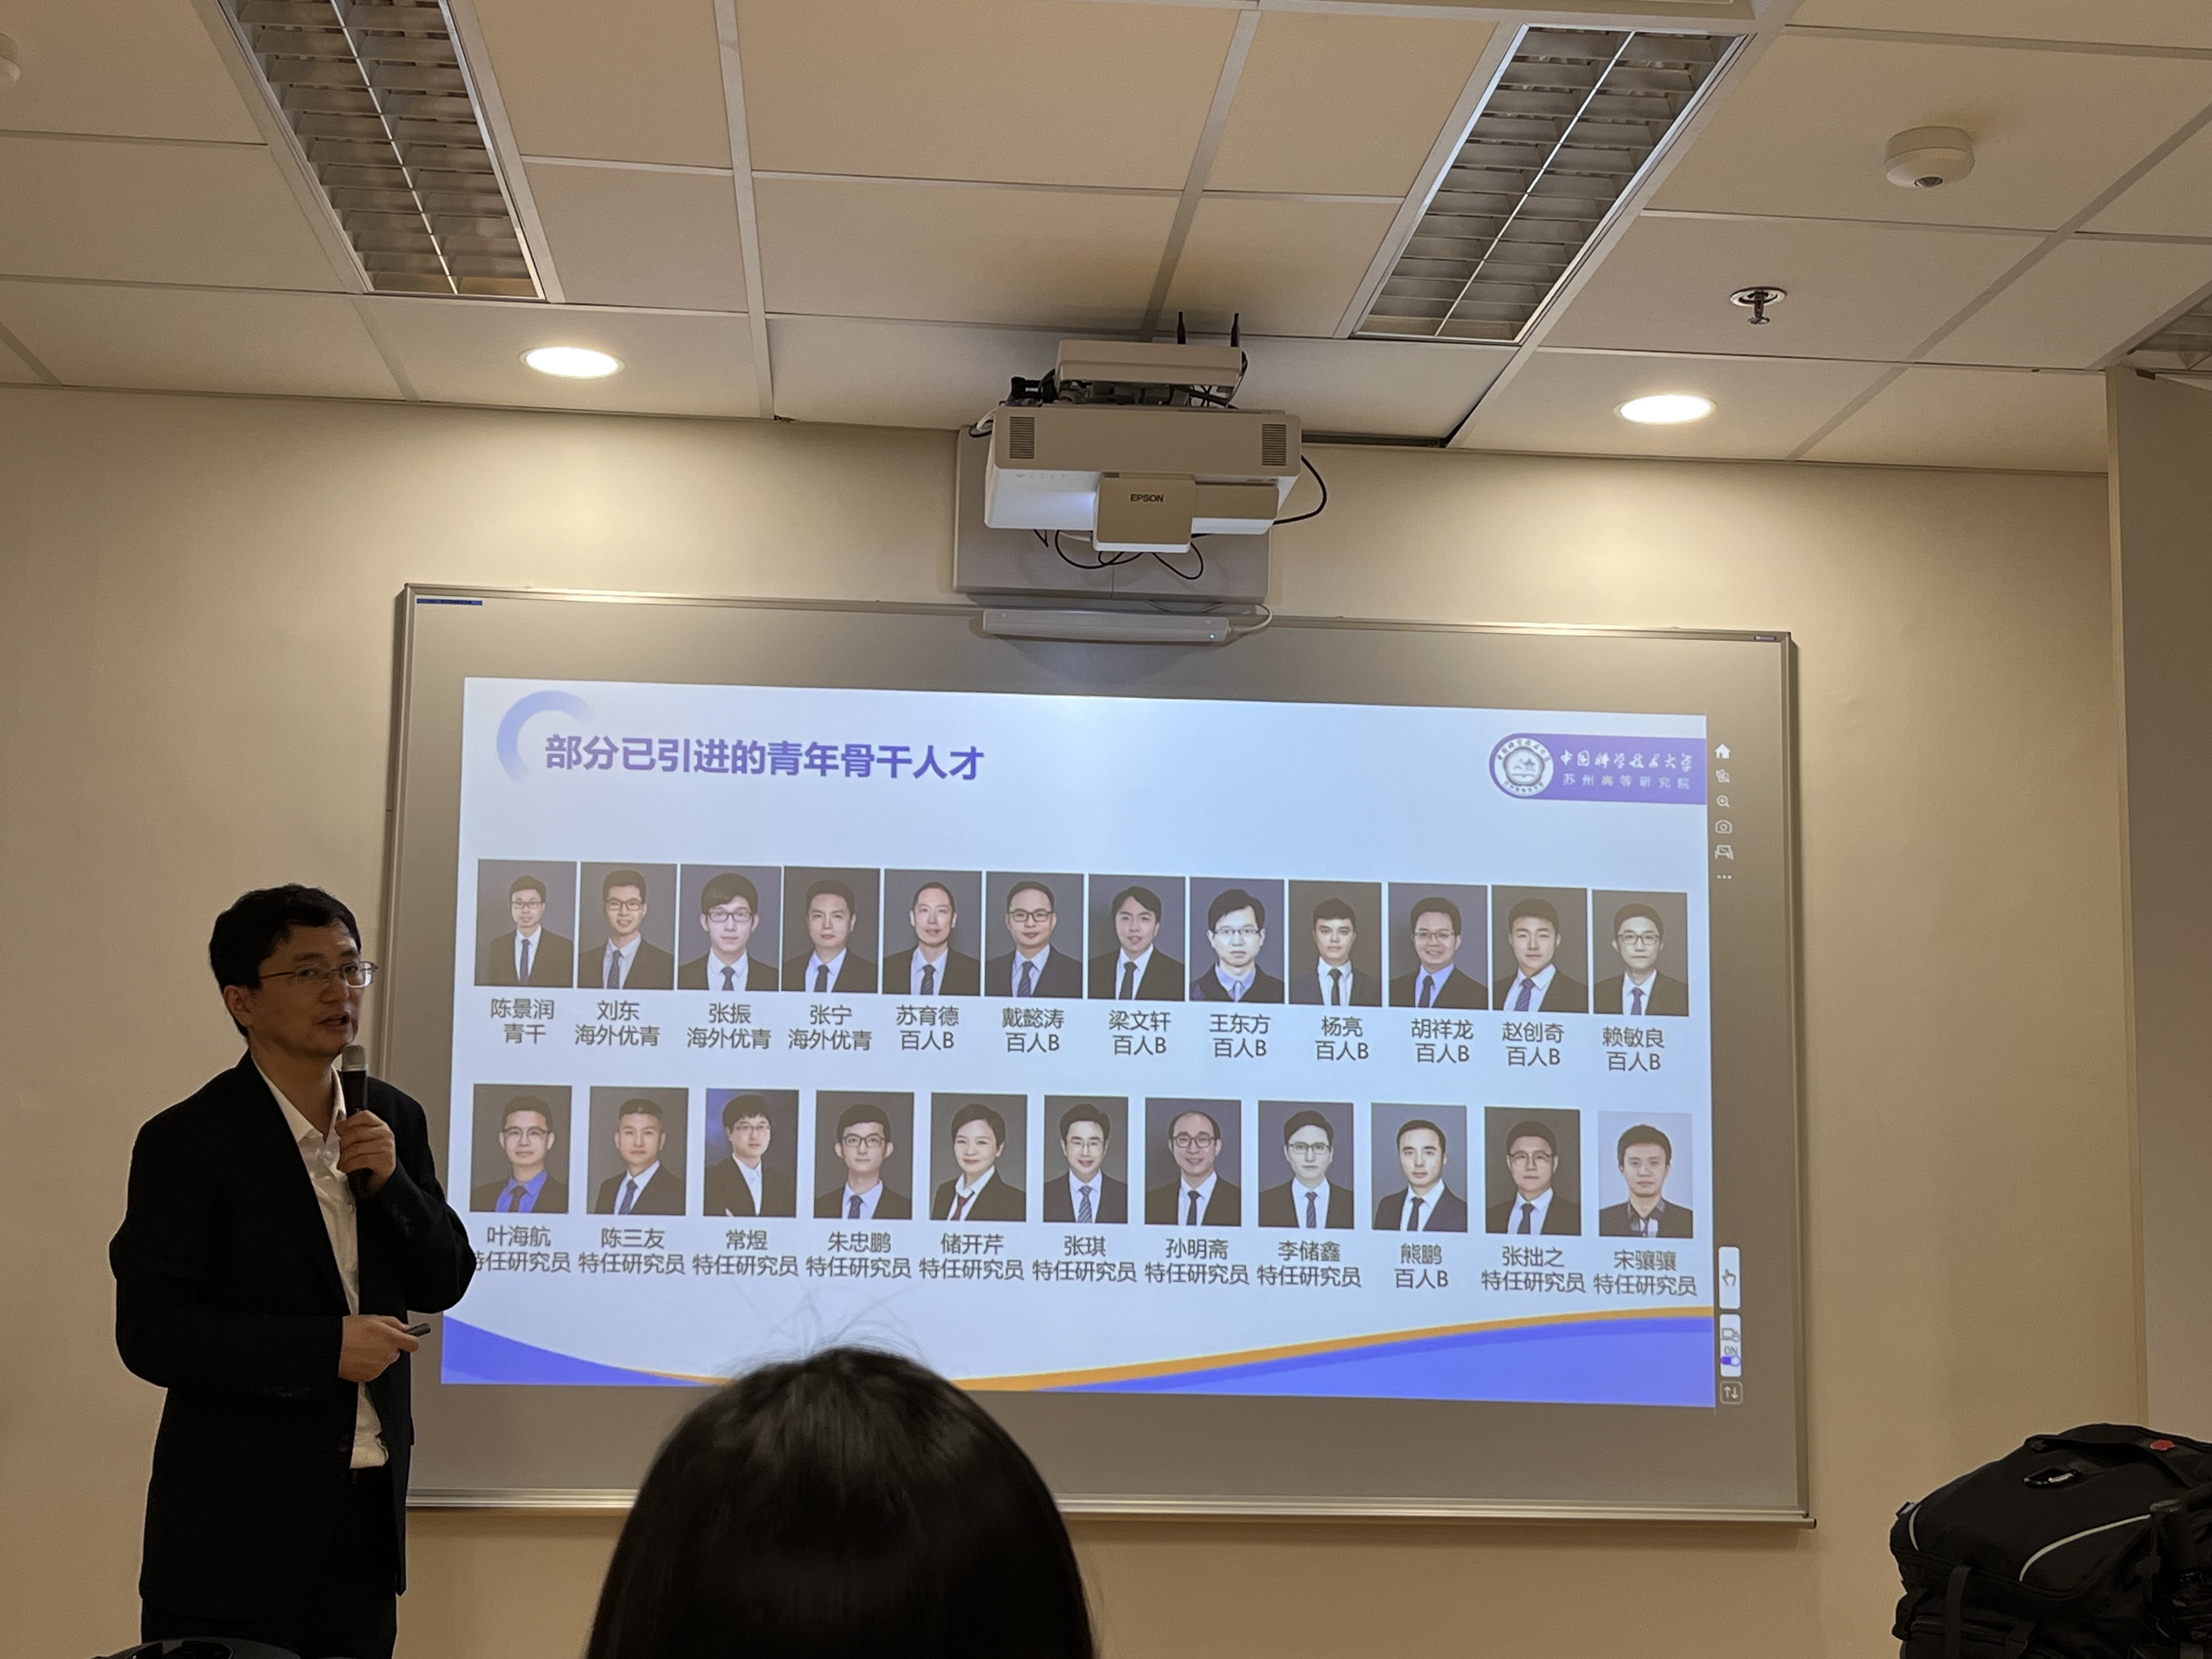 EPSON
部分已引进的青年骨干人才
中国科学技术大学
苏州高等研究院
陈景润 刘东 张振 张宁 苏育德 戴懿涛 梁文轩 王东方 杨亮 胡祥龙 赵创奇 赖敏良
青千 海外优青 海外优青 海外优青 百人B 百人B 百人B 百人B 百人B 百人B 百人B 百人B
叶海航 陈三友 常煜 朱忠鹏 储开芹 张琪 孙明斋 李储鑫 熊鹏 张拙之 宋骧骧
特任研究员 特任研究员 特任研究员 特任研究员 特任研究员 特任研究员 特任研究员 特任研究员 百人B 特任研究员 特任研究员
ON